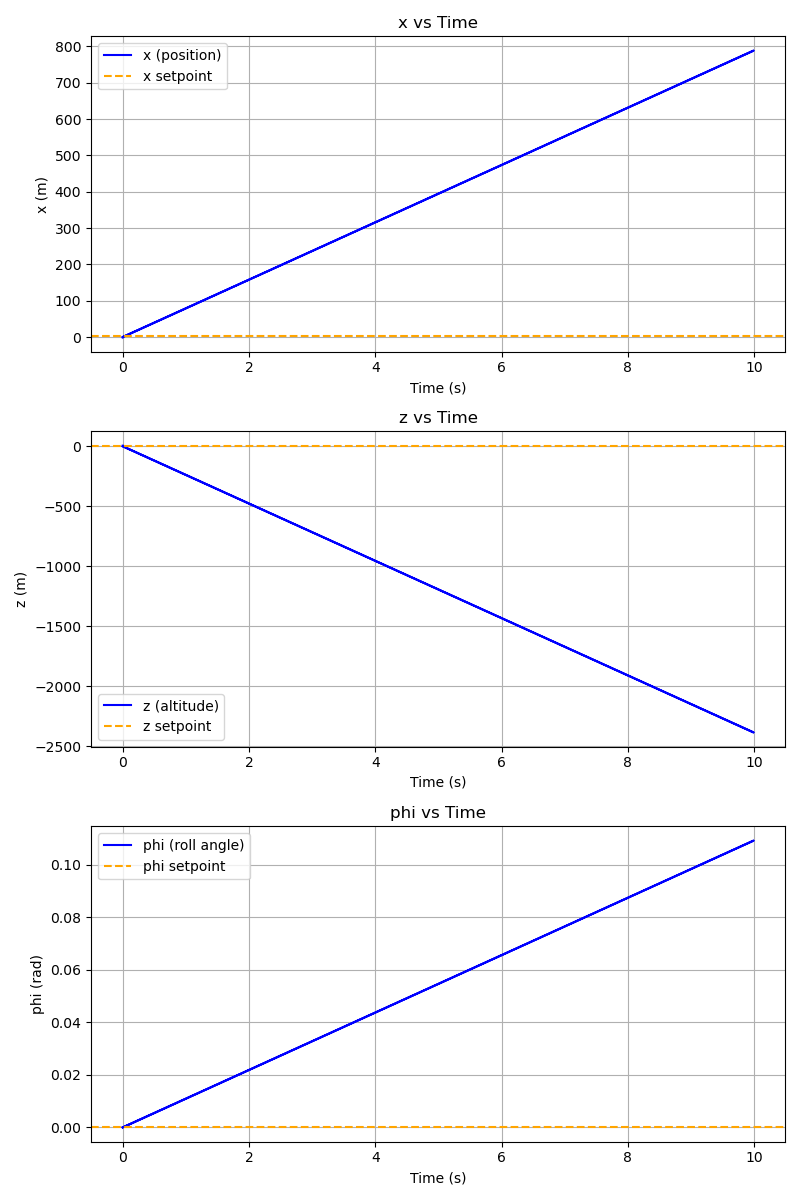 x vs Time
x (position)
x setpoint
800
700
600
500
400
300
200
100
0
x (m)
0 2 4 6 8 10
Time (s)
z vs Time
0
−500
−1000
−1500
−2000
−2500
z (m)
z (altitude)
z setpoint
0 2 4 6 8 10
Time (s)
phi vs Time
phi (roll angle)
phi setpoint
0.10
0.08
0.06
0.04
0.02
0.00
phi (rad)
0 2 4 6 8 10
Time (s)